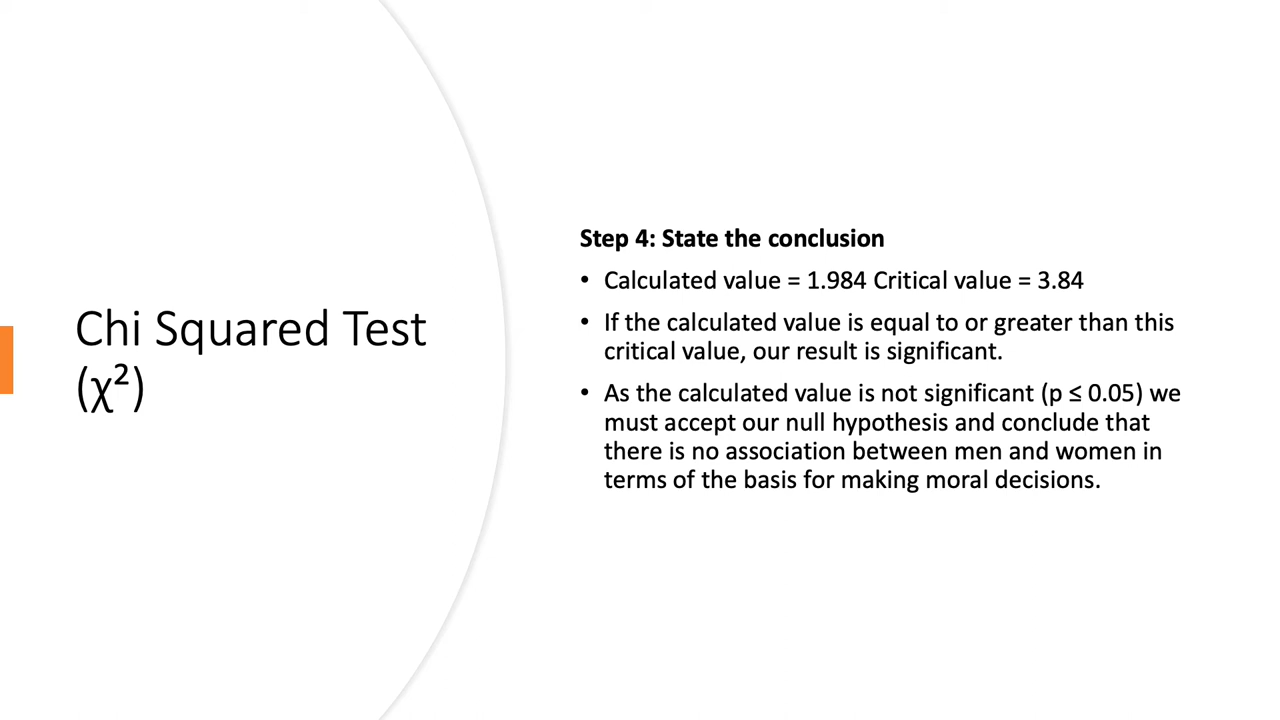 Chi Squared Test
(χ²)
Step 4: State the conclusion
• Calculated value = 1.984 Critical value = 3.84
• If the calculated value is equal to or greater than this
critical value, our result is significant.
• As the calculated value is not significant (p ≤ 0.05) we
must accept our null hypothesis and conclude that
there is no association between men and women in
terms of the basis for making moral decisions.